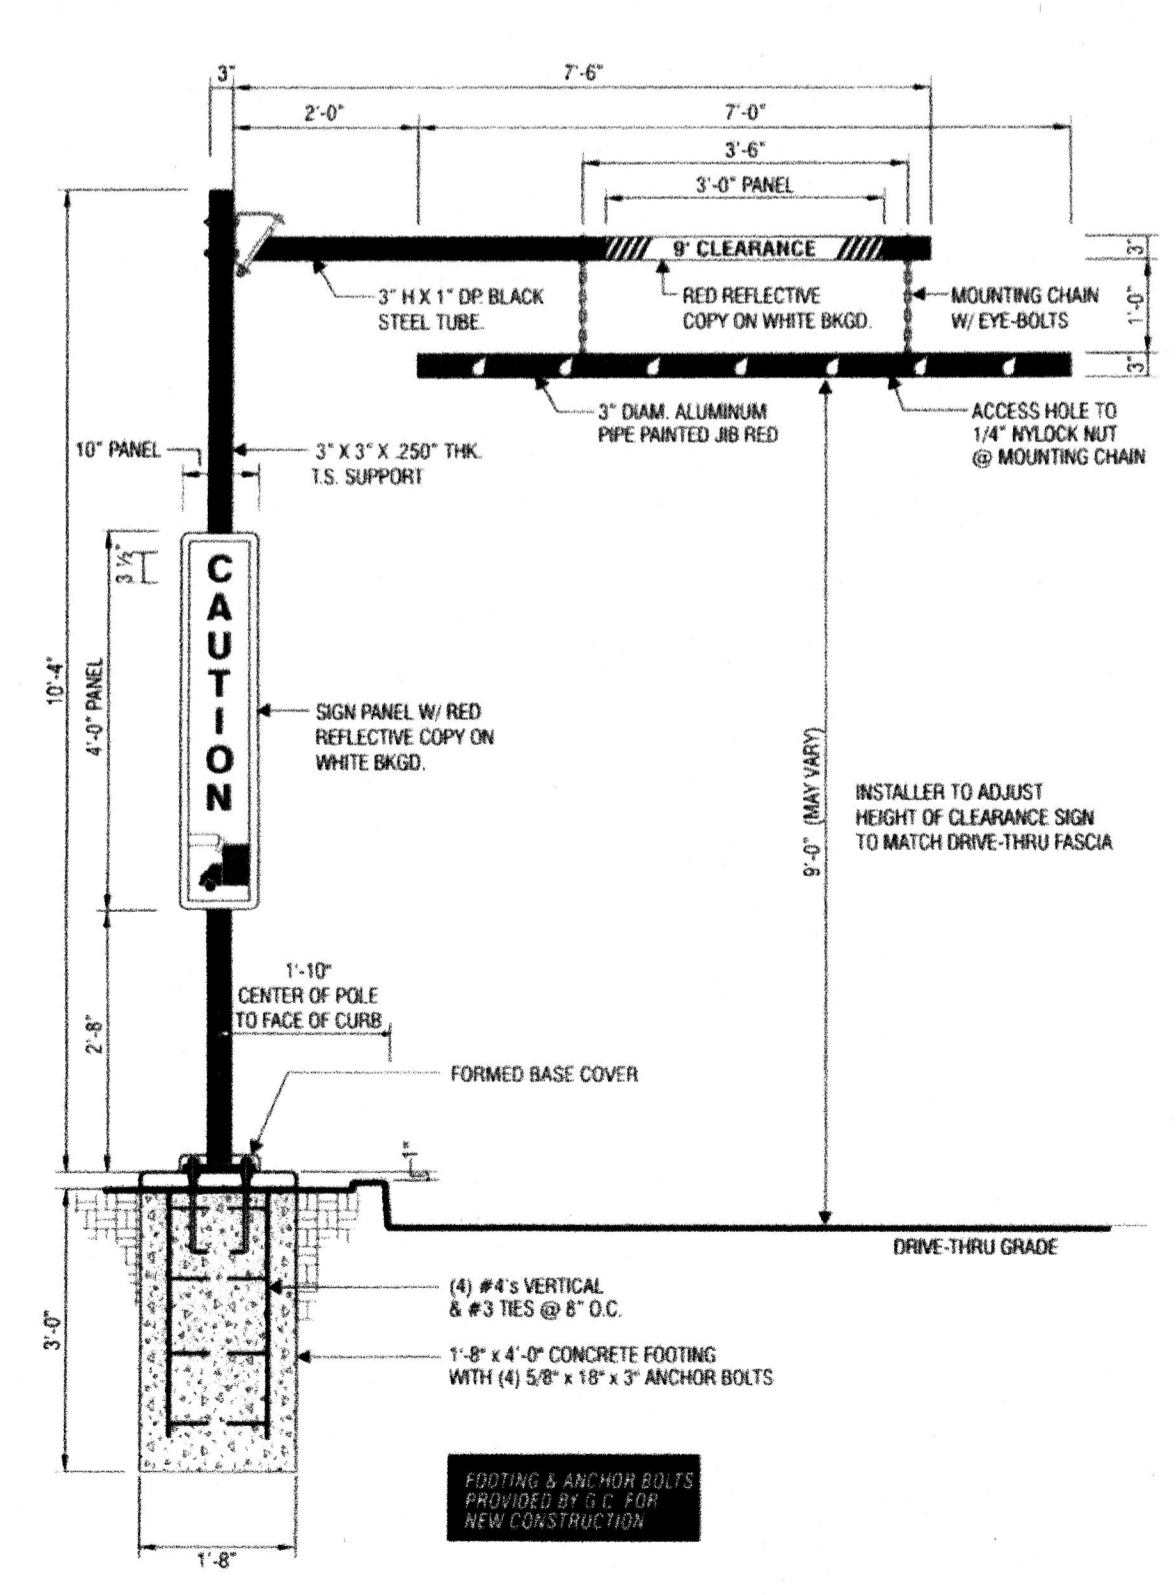 3"
7'-6"
2'-0"
7'-0"
3'-6"
3'-0" PANEL
9' CLEARANCE
3"
1'-0"
3"
3" H X 1" DP. BLACK
STEEL TUBE.
RED REFLECTIVE
COPY ON WHITE BKGD.
MOUNTING CHAIN
W/ EYE-BOLTS
3" DIAM. ALUMINUM
PIPE PAINTED JIB RED
ACCESS HOLE TO
1/4" NYLOCK NUT
@ MOUNTING CHAIN
10" PANEL
3" X 3" X .250" THK.
T.S. SUPPORT
3 ½"
CAUTION
10'-4"
4'-0" PANEL
SIGN PANEL W/ RED
REFLECTIVE COPY ON
WHITE BKGD.
9'-0" (MAY VARY)
INSTALLER TO ADJUST
HEIGHT OF CLEARANCE SIGN
TO MATCH DRIVE-THRU FASCIA
2'-8"
1'-10"
CENTER OF POLE
TO FACE OF CURB
FORMED BASE COVER
1"
DRIVE-THRU GRADE
3'-0"
(4) #4's VERTICAL
& #3 TIES @ 8" O.C.
1'-8" x 4'-0" CONCRETE FOOTING
WITH (4) 5/8" x 18" x 3" ANCHOR BOLTS
FOOTING & ANCHOR BOLTS
PROVIDED BY G.C. FOR
NEW CONSTRUCTION
1'-8"